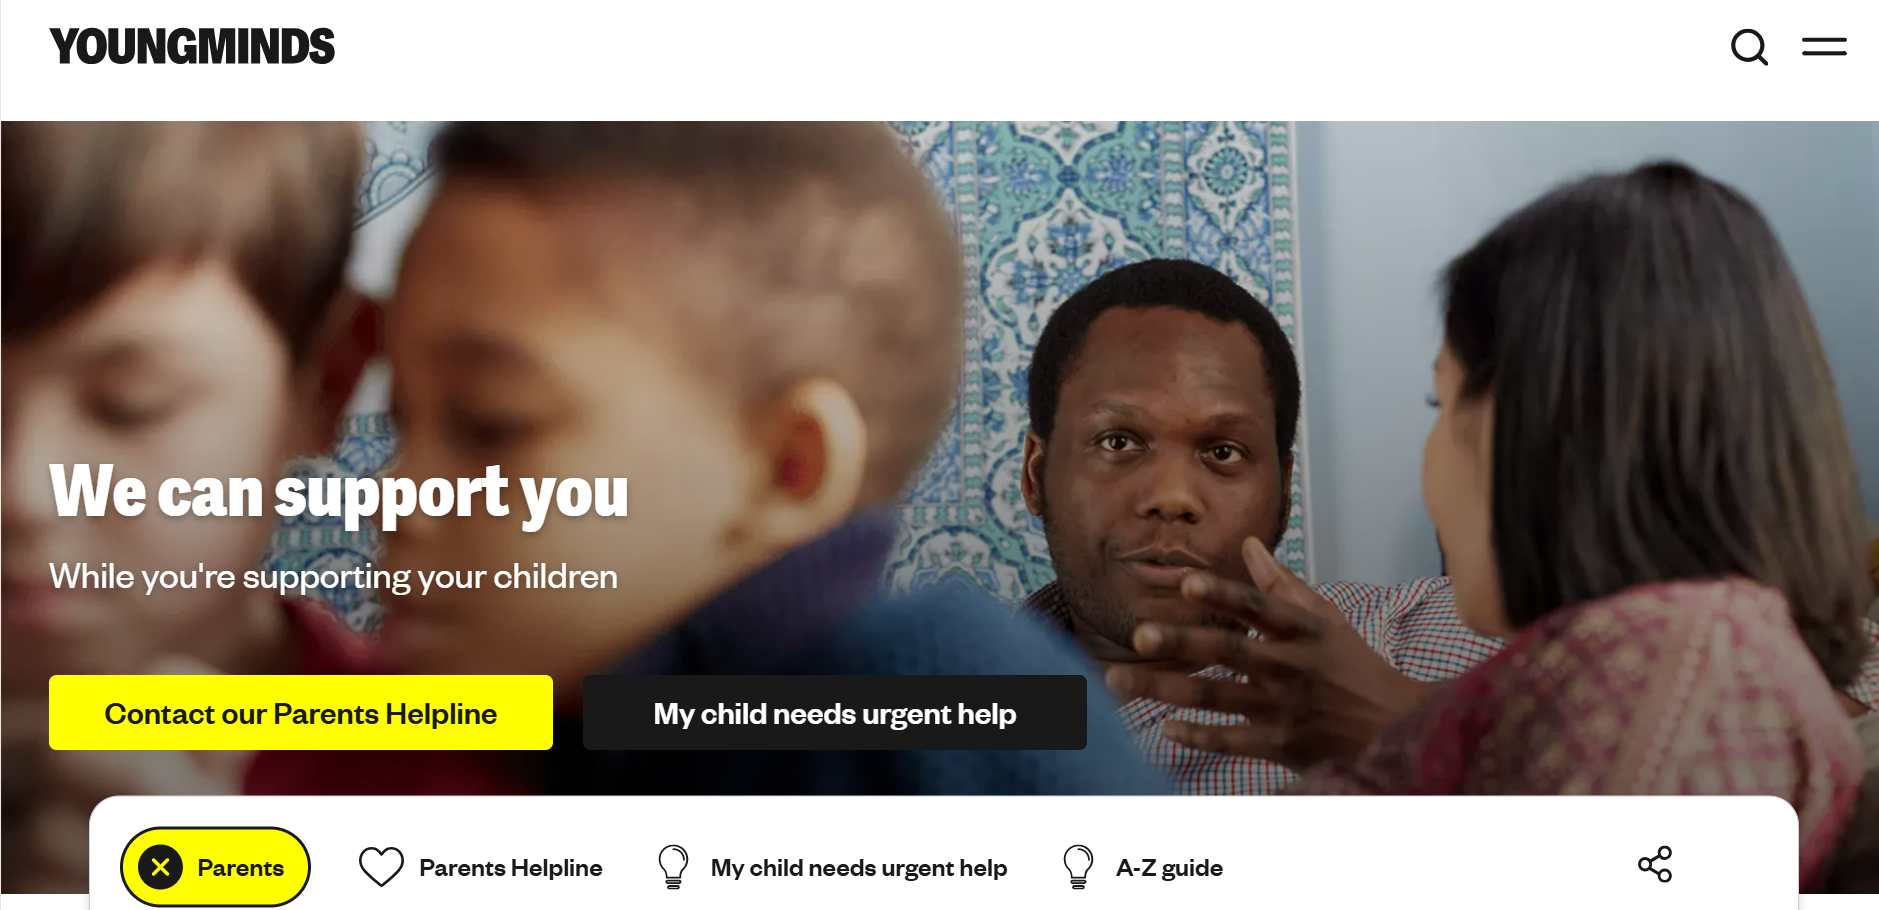 YOUNGMINDS
We can support you
While you're supporting your children
Contact our Parents Helpline
My child needs urgent help
Parents
Parents Helpline
My child needs urgent help
A-Z guide